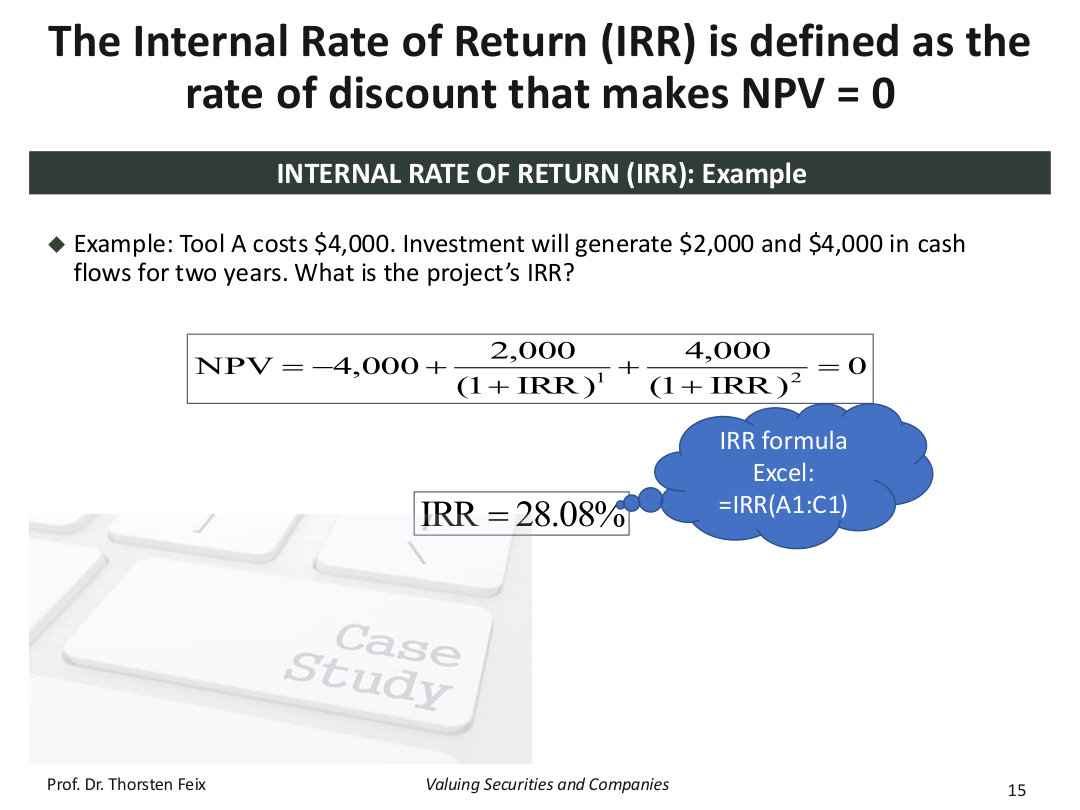 The Internal Rate of Return (IRR) is defined as the
rate of discount that makes NPV = 0
INTERNAL RATE OF RETURN (IRR): Example
◆ Example: Tool A costs $4,000. Investment will generate $2,000 and $4,000 in cash
flows for two years. What is the project’s IRR?
NPV = −4,000 + 2,000/(1 + IRR)^1 + 4,000/(1 + IRR)^2 = 0
IRR formula
Excel:
=IRR(A1:C1)
IRR = 28.08%
Case
Study
Prof. Dr. Thorsten Feix
Valuing Securities and Companies
15